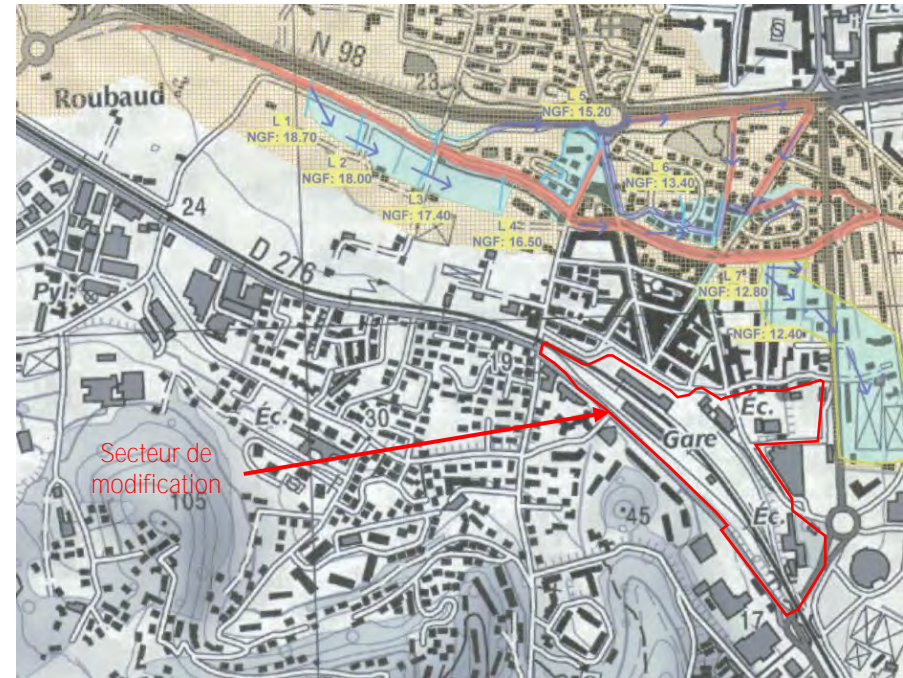 N 98
23
Éc
S
Roubaud
L 5
NGF: 15.20
L 1
NGF: 18.70
L 6
NGF: 13.40
L 2
NGF: 18.00
L3
NGF: 17.40
24
L 4
NGF: 16.50
D 276
L 7
NGF: 12.80
Pyl.
NGF: 12.40
19
Éc.
30
Éc.
Gare
Secteur de
modification
105
45
Éc.
17